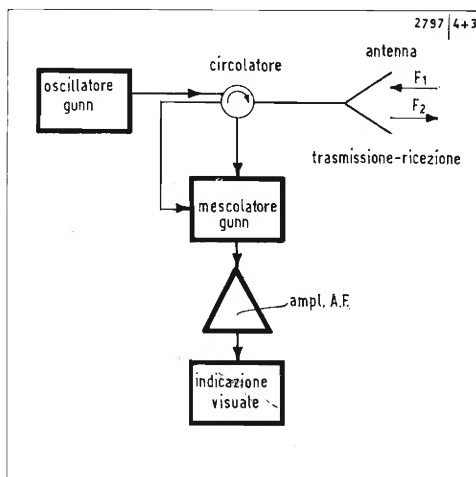 2797 4+3
antenna
circolatore
oscillatore
gunn
F1
F2
trasmissione-ricezione
mescolatore
gunn
ampl. A.F.
indicazione
visuale